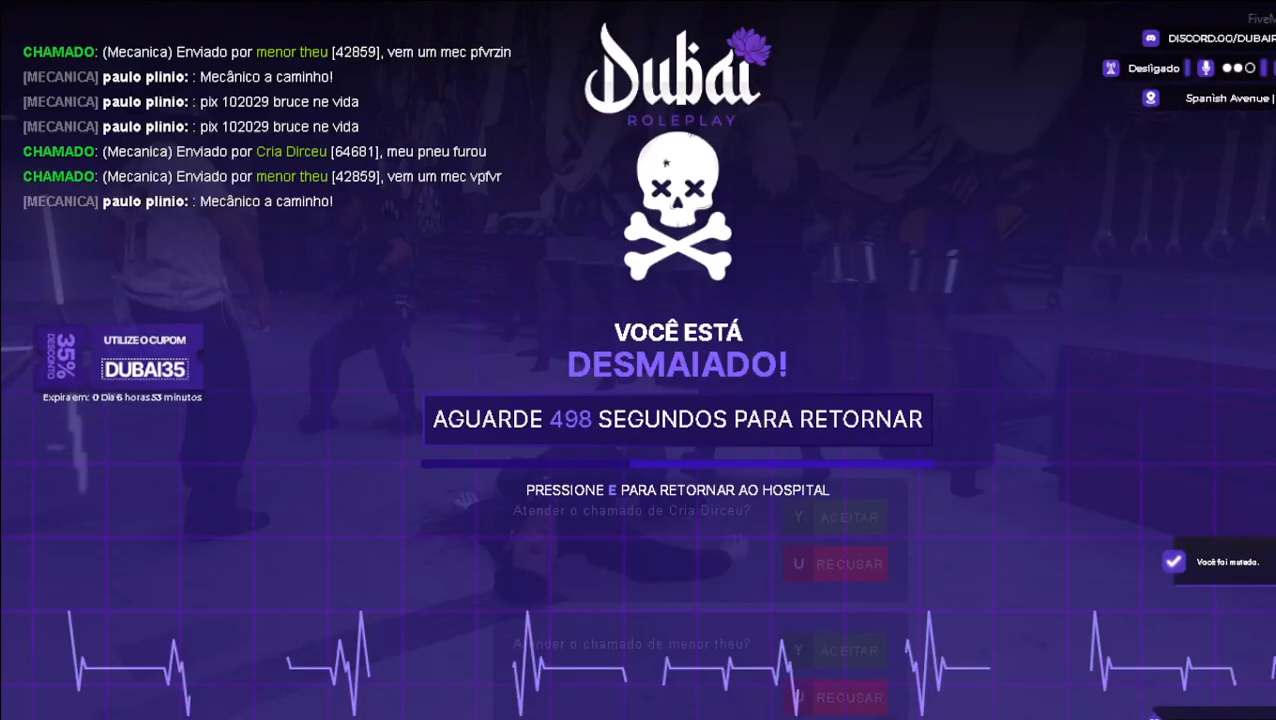 FiveM
DISCORD.GG/DUBAIR
Desligado
Spanish Avenue |
CHAMADO: (Mecanica) Enviado por menor theu [42859], vem um mec pfvrzin
[MECANICA] paulo plinio: : Mecânico a caminho!
[MECANICA] paulo plinio: : pix 102029 bruce ne vida
[MECANICA] paulo plinio: : pix 102029 bruce ne vida
CHAMADO: (Mecanica) Enviado por Cria Dirceu [64681], meu pneu furou
CHAMADO: (Mecanica) Enviado por menor theu [42859], vem um mec vpfvr
[MECANICA] paulo plinio: : Mecânico a caminho!
Dubai
ROLEPLAY
35%
DESCONTO
UTILIZE O CUPOM
DUBAI35
Expira em: 0 Dia 6 horas 53 minutos
VOCÊ ESTÁ
DESMAIADO!
AGUARDE 498 SEGUNDOS PARA RETORNAR
PRESSIONE E PARA RETORNAR AO HOSPITAL
Atender o chamado de Cria Dirceu?
Y ACEITAR
U RECUSAR
Você foi mutado.
Atender o chamado de menor theu?
Y ACEITAR
U RECUSAR